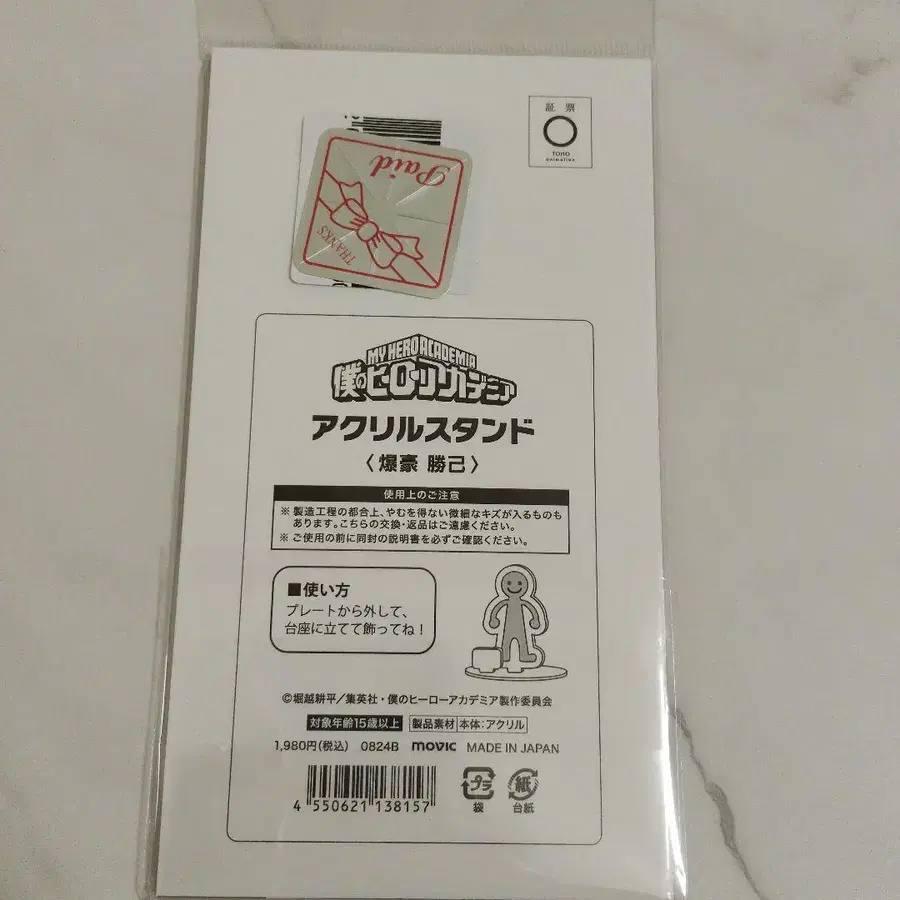 証 票
TOHO
animation
Paid
THANKS
MY HERO ACADEMIA
僕のヒーローアカデミア
アクリルスタンド
〈 爆豪 勝己 〉
使用上のご注意
※ 製造工程の都合上、やむを得ない微細なキズが入るものも
あります。こちらの交換・返品はご遠慮ください。
※ ご使用の前に同封の説明書を必ずご確認ください。
■使い方
プレートから外して、
台座に立てて飾ってね!
©堀越耕平/集英社・僕のヒーローアカデミア製作委員会
対象年齢15歳以上 製品素材 本体:アクリル
1,980円(税込) 0824B movic MADE IN JAPAN
4 550621 138157
プラ 紙
袋 台紙